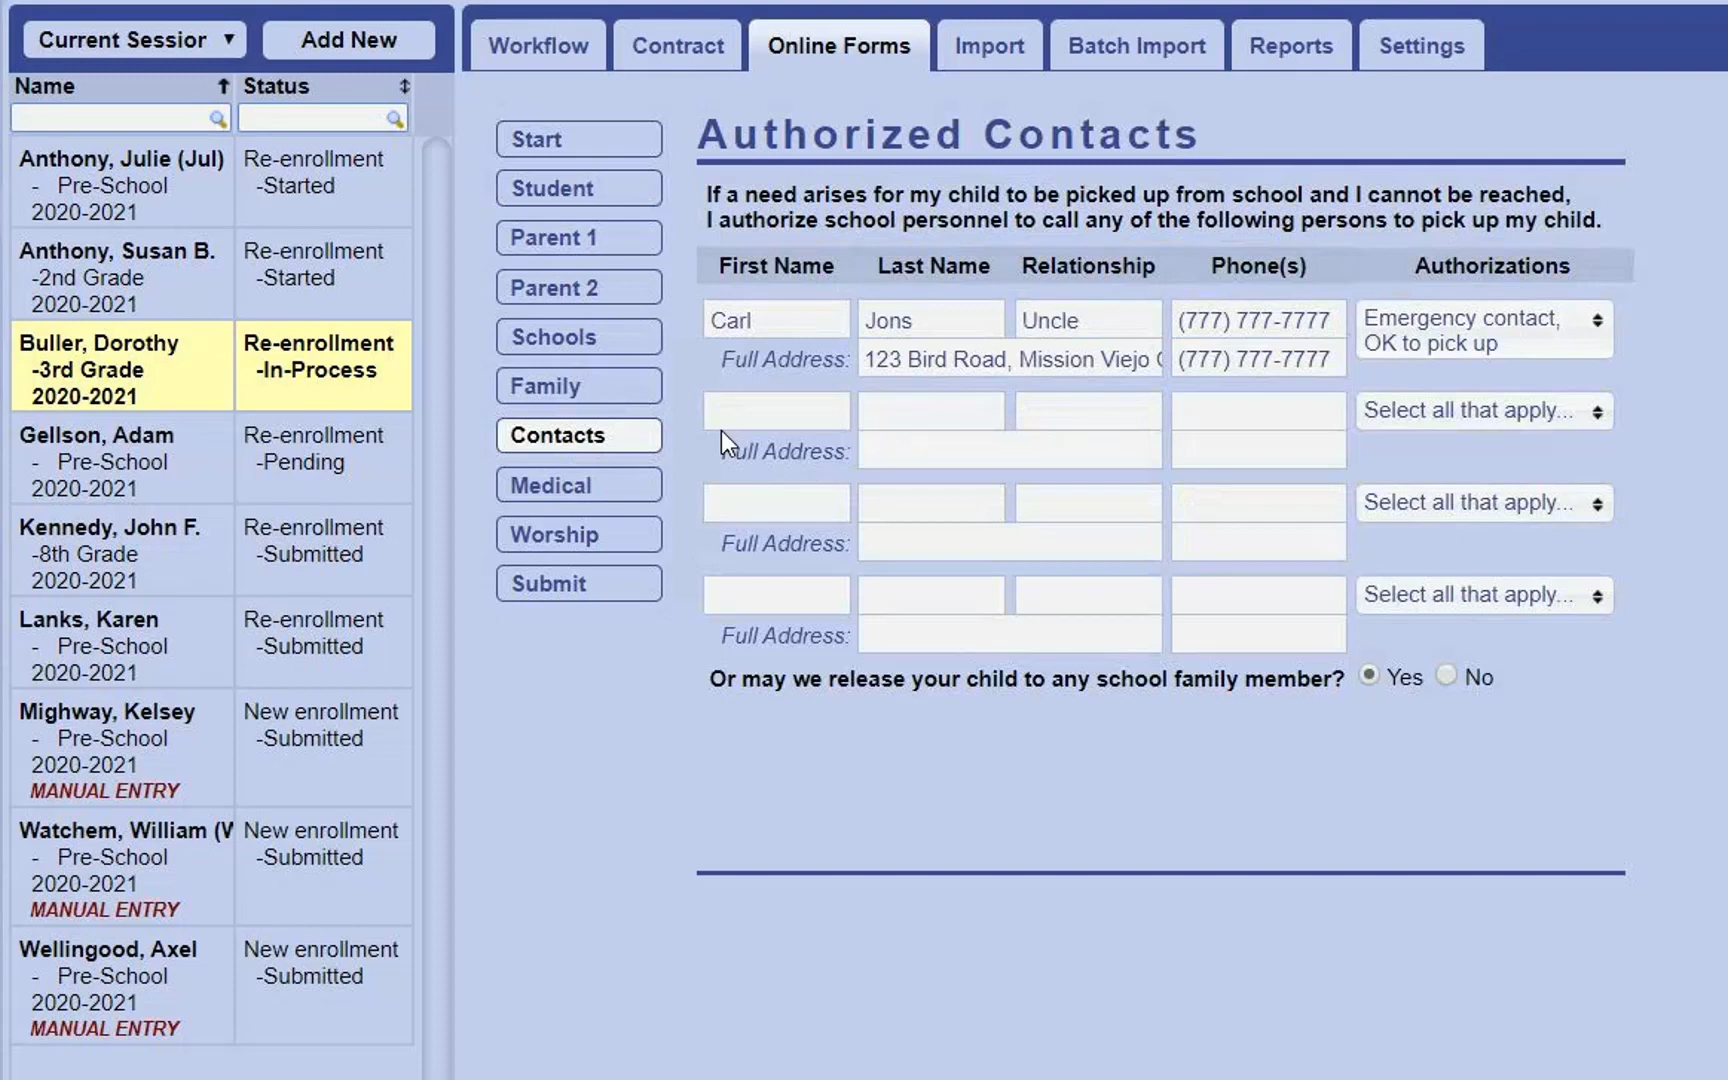 Current Session
Add New
Workflow
Contract
Online Forms
Import
Batch Import
Reports
Settings
Name
Status
Anthony, Julie (Jul)
- Pre-School
2020-2021
Re-enrollment
-Started
Anthony, Susan B.
-2nd Grade
2020-2021
Re-enrollment
-Started
Buller, Dorothy
-3rd Grade
2020-2021
Re-enrollment
-In-Process
Gellson, Adam
- Pre-School
2020-2021
Re-enrollment
-Pending
Kennedy, John F.
-8th Grade
2020-2021
Re-enrollment
-Submitted
Lanks, Karen
- Pre-School
2020-2021
Re-enrollment
-Submitted
Mighway, Kelsey
- Pre-School
2020-2021
MANUAL ENTRY
New enrollment
-Submitted
Watchem, William (W
- Pre-School
2020-2021
MANUAL ENTRY
New enrollment
-Submitted
Wellingood, Axel
- Pre-School
2020-2021
MANUAL ENTRY
New enrollment
-Submitted
Start
Student
Parent 1
Parent 2
Schools
Family
Contacts
Medical
Worship
Submit
Authorized Contacts
If a need arises for my child to be picked up from school and I cannot be reached,
I authorize school personnel to call any of the following persons to pick up my child.
First Name Last Name Relationship Phone(s) Authorizations
Carl Jons Uncle (777) 777-7777 Emergency contact,
OK to pick up
Full Address: 123 Bird Road, Mission Viejo (777) 777-7777
Select all that apply...
Full Address:
Select all that apply...
Full Address:
Select all that apply...
Full Address:
Or may we release your child to any school family member? Yes No